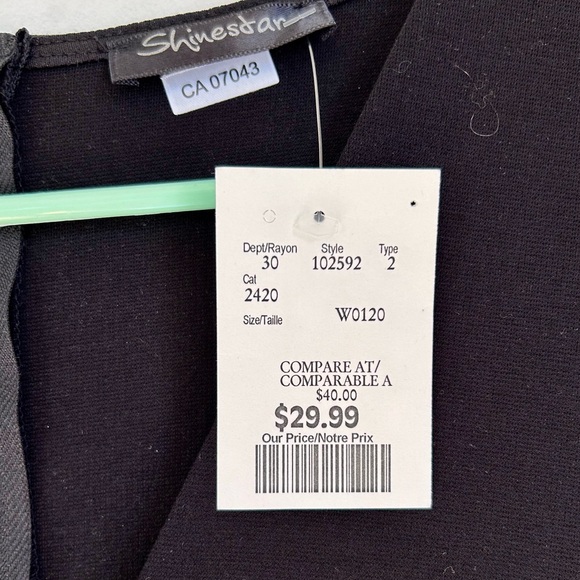 Shinestar
CA 07043
Dept/Rayon Style Type
30 102592 2
Cat
2420
Size/Taille W0120
COMPARE AT/
COMPARABLE A
$40.00
$29.99
Our Price/Notre Prix